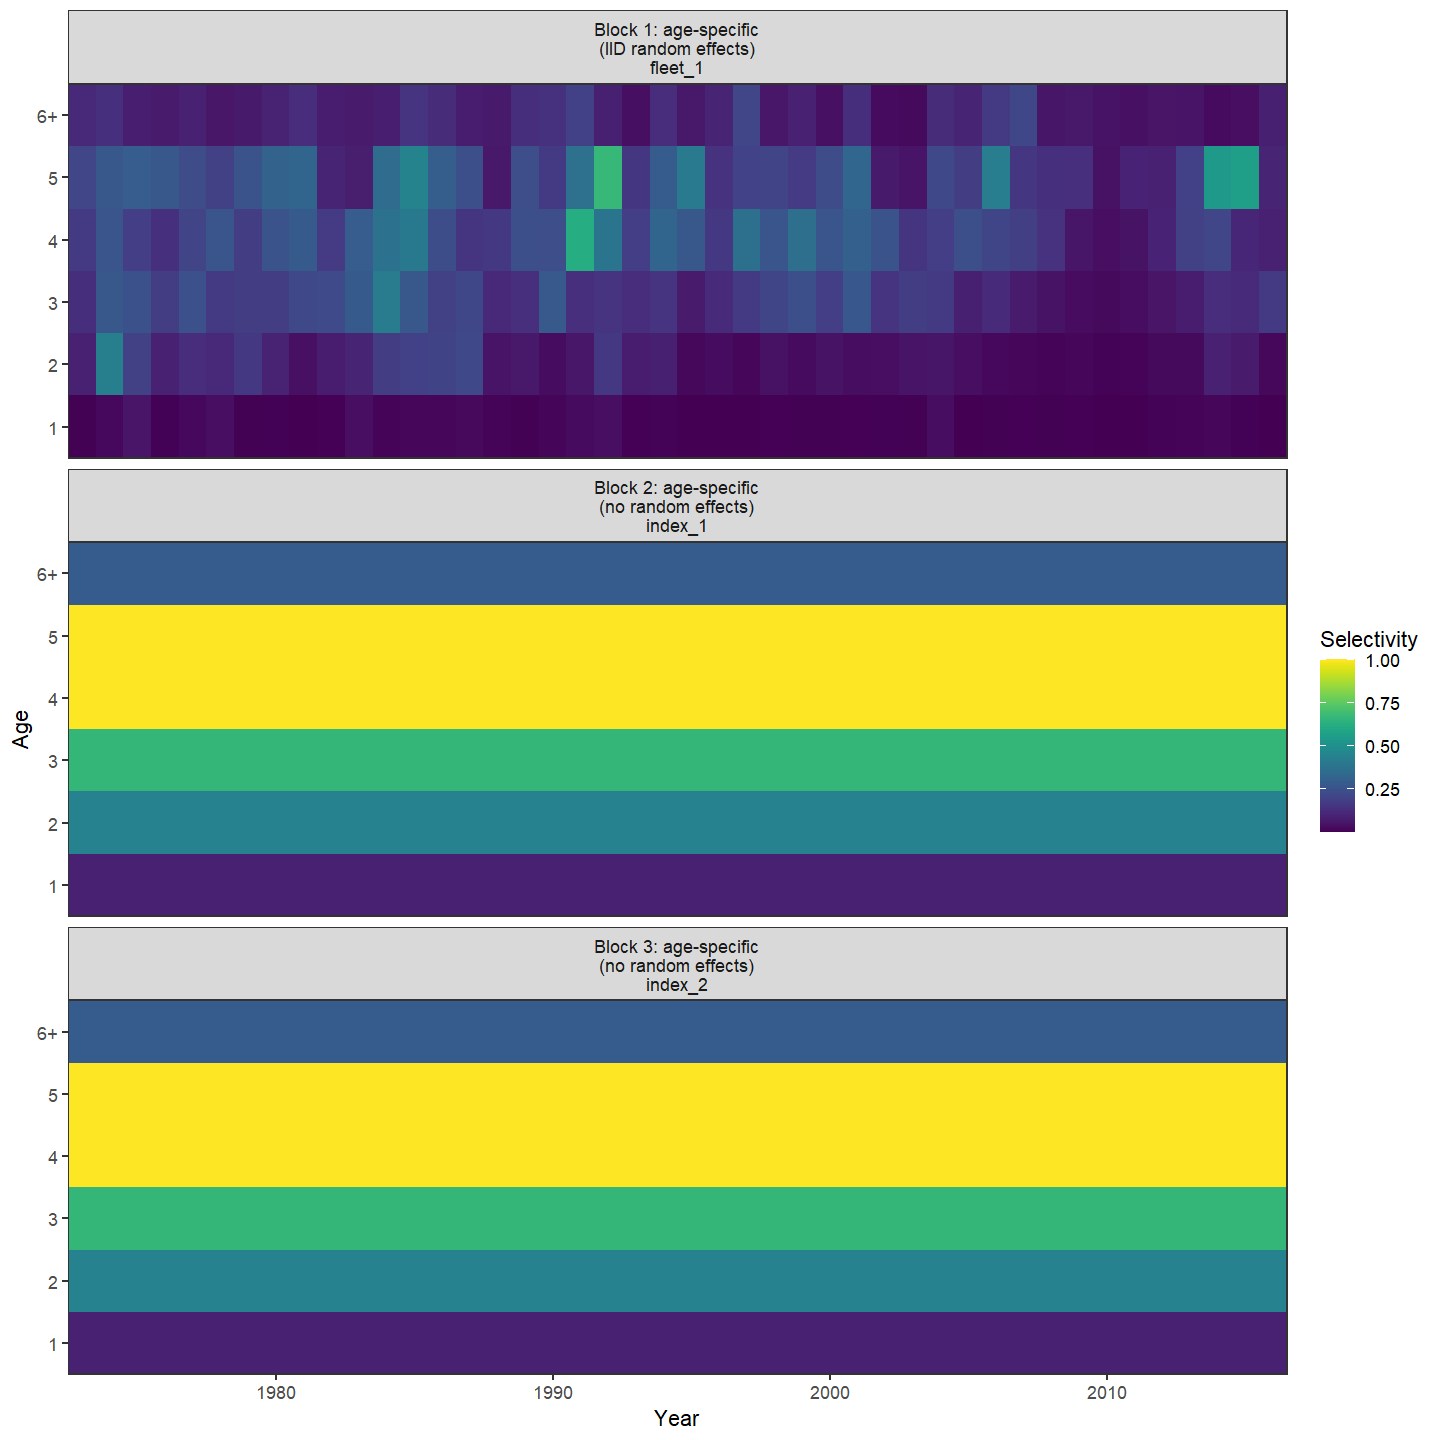 Block 1: age-specific
(IID random effects)
fleet_1
6+
5
4
3
2
1
Block 2: age-specific
(no random effects)
index_1
6+
5
4
3
2
1
Block 3: age-specific
(no random effects)
index_2
6+
5
4
3
2
1
Age
1980
1990
2000
2010
Year
Selectivity
1.00
0.75
0.50
0.25